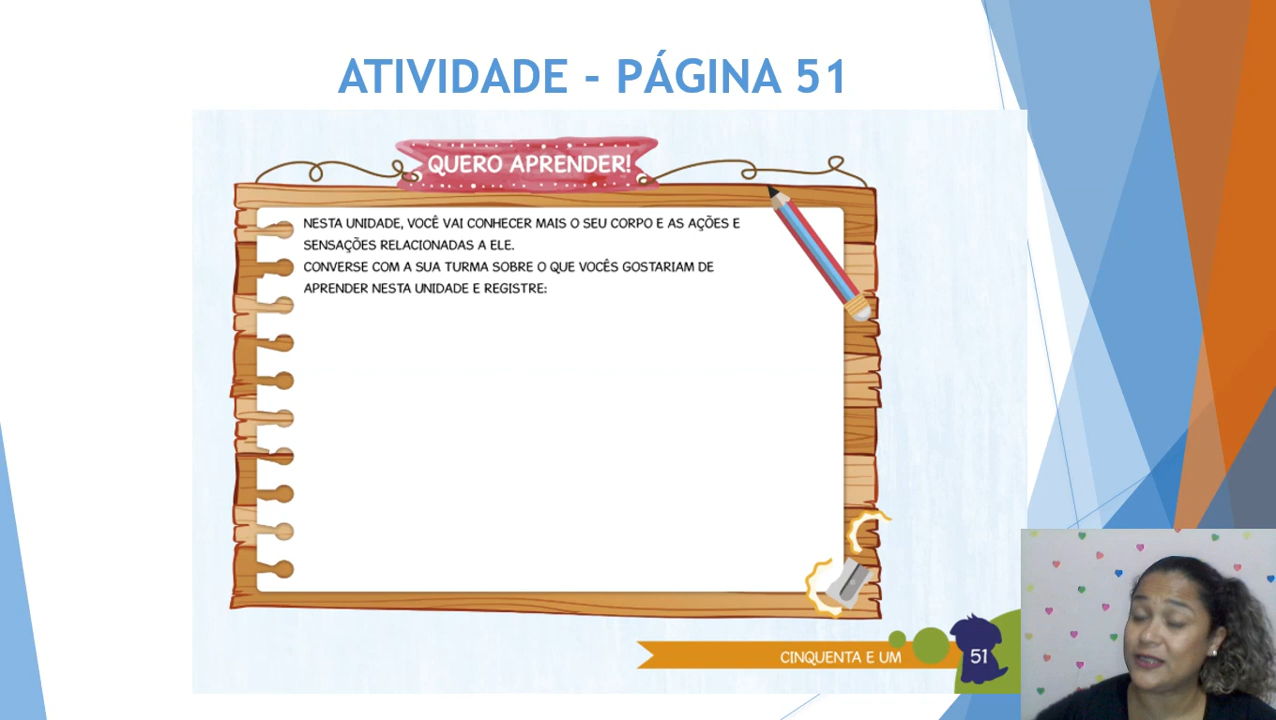 ATIVIDADE - PÁGINA 51
QUERO APRENDER!
NESTA UNIDADE, VOCÊ VAI CONHECER MAIS O SEU CORPO E AS AÇÕES E
SENSAÇÕES RELACIONADAS A ELE.
CONVERSE COM A SUA TURMA SOBRE O QUE VOCÊS GOSTARIAM DE
APRENDER NESTA UNIDADE E REGISTRE:
CINQUENTA E UM
51